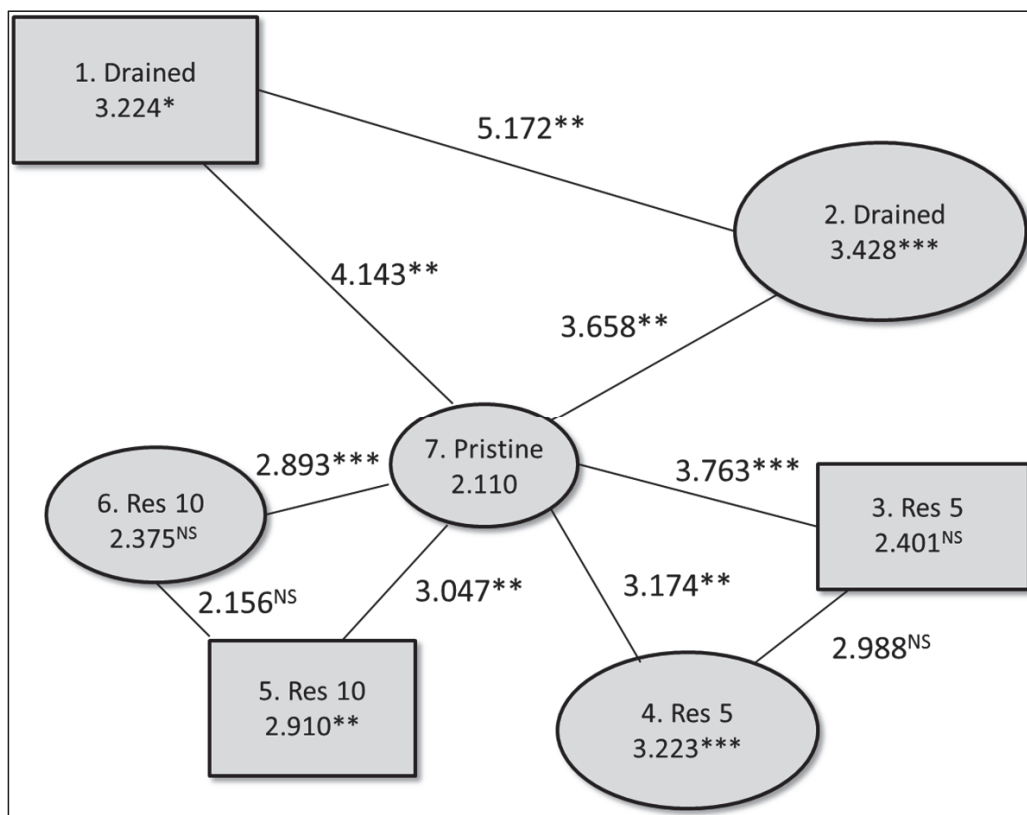 1. Drained
3.224*
5.172**
2. Drained
3.428***
4.143**
3.658**
7. Pristine
2.110
2.893***
3.763***
6. Res 10
2.375NS
3. Res 5
2.401NS
3.047**
3.174**
2.156NS
2.988NS
5. Res 10
2.910**
4. Res 5
3.223***